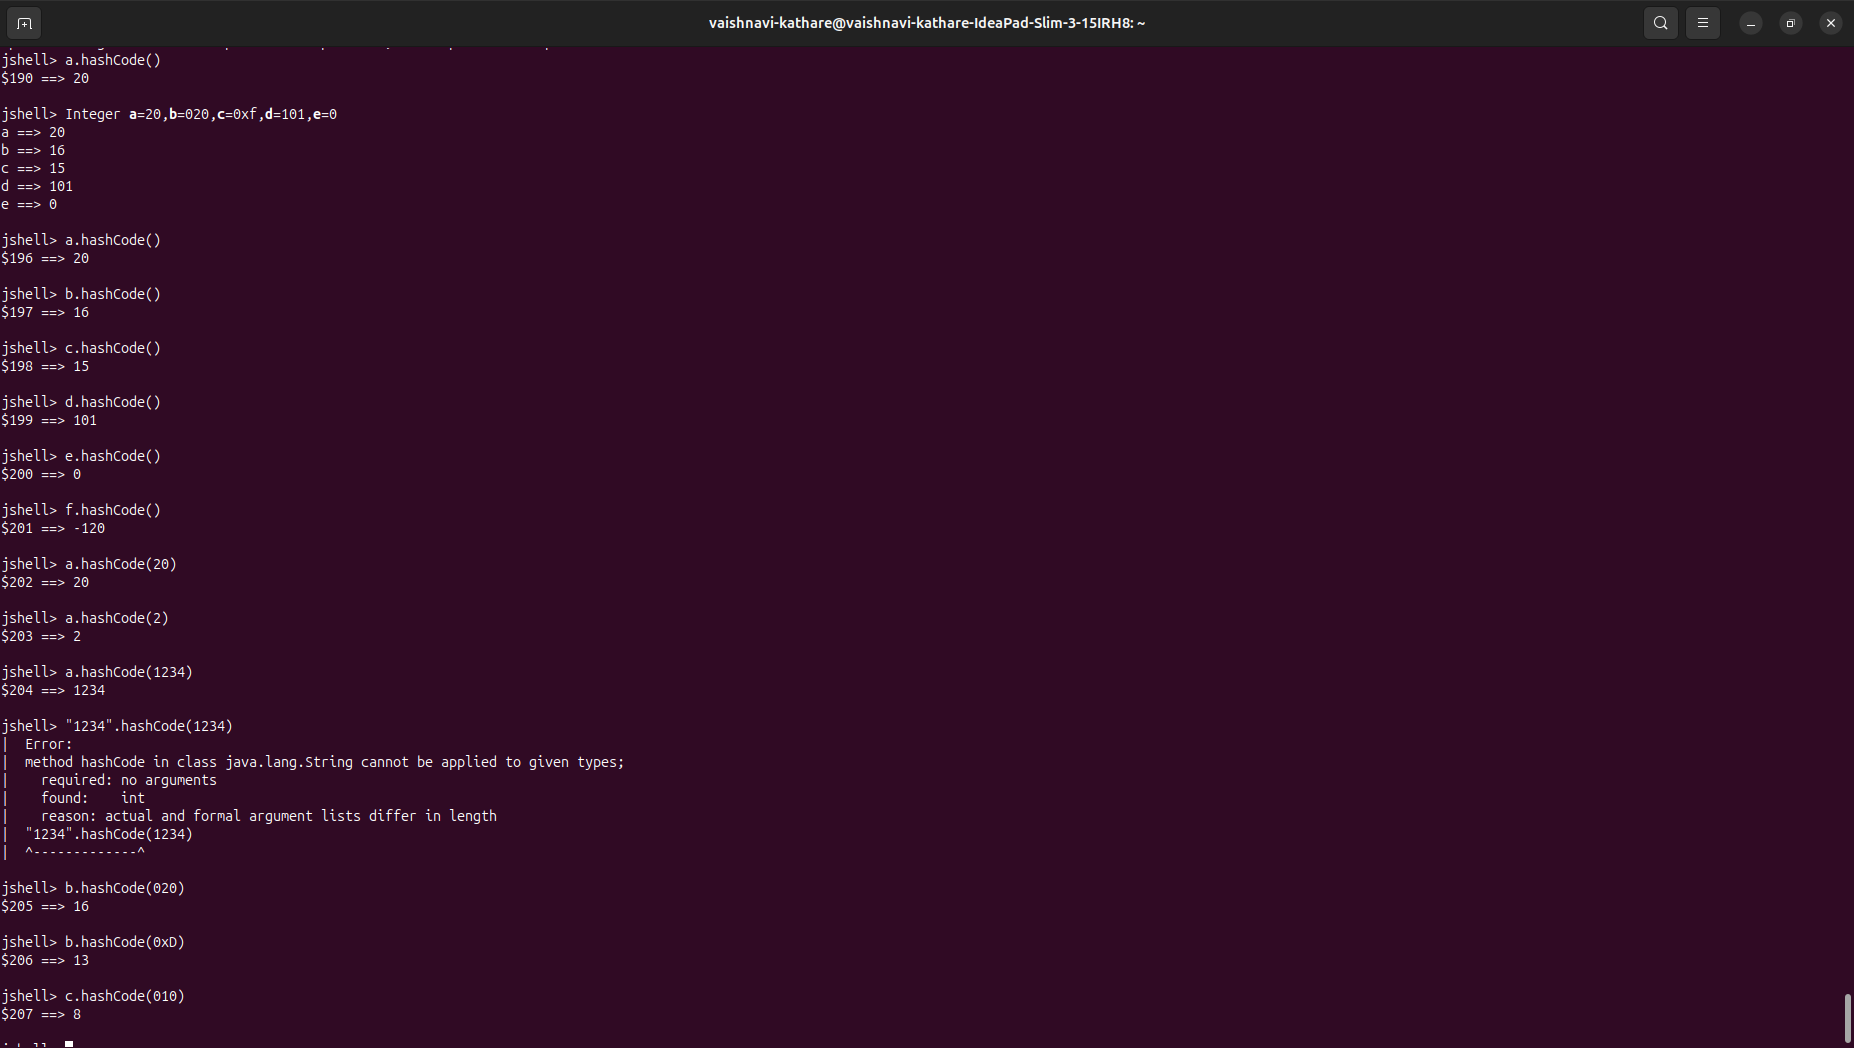 vaishnavi-kathare@vaishnavi-kathare-IdeaPad-Slim-3-15IRH8: ~
jshell> a.hashCode()
$190 ==> 20
jshell> Integer a=20,b=020,c=0xf,d=101,e=0
a ==> 20
b ==> 16
c ==> 15
d ==> 101
e ==> 0
jshell> a.hashCode()
$196 ==> 20
jshell> b.hashCode()
$197 ==> 16
jshell> c.hashCode()
$198 ==> 15
jshell> d.hashCode()
$199 ==> 101
jshell> e.hashCode()
$200 ==> 0
jshell> f.hashCode()
$201 ==> -120
jshell> a.hashCode(20)
$202 ==> 20
jshell> a.hashCode(2)
$203 ==> 2
jshell> a.hashCode(1234)
$204 ==> 1234
jshell> "1234".hashCode(1234)
|  Error:
|  method hashCode in class java.lang.String cannot be applied to given types;
|    required: no arguments
|    found:    int
|    reason: actual and formal argument lists differ in length
|  "1234".hashCode(1234)
|  ^-------------^
jshell> b.hashCode(020)
$205 ==> 16
jshell> b.hashCode(0xD)
$206 ==> 13
jshell> c.hashCode(010)
$207 ==> 8